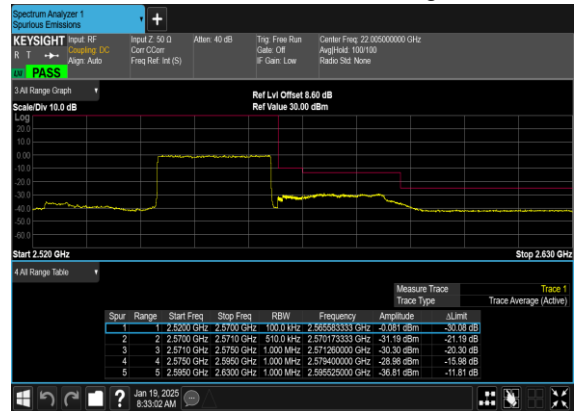 Spectrum Analyzer 1
Spurious Emissions
KEYSIGHT Input: RF Input Z: 50 Ω Atten: 40 dB Trig: Free Run Center Freq: 22.005000000 GHz
R T Coupling: DC Corr CCorr Gate: Off Avg|Hold: 100/100
Align: Auto Freq Ref: Int (S) IF Gain: Low Radio Std: None
LW PASS
3 All Range Graph
Ref Lvl Offset 8.60 dB
Scale/Div 10.0 dB Ref Value 30.00 dBm
Log
20.0
10.0
0.00
-10.0
-20.0
-30.0
-40.0
-50.0
-60.0
Start 2.520 GHz Stop 2.630 GHz
4 All Range Table
Measure Trace Trace 1
Trace Type Trace Average (Active)
Spur Range Start Freq Stop Freq RBW Frequency Amplitude ΔLimit
1 1 2.5200 GHz 2.5700 GHz 100.0 kHz 2.565583333 GHz -0.081 dBm -30.08 dB
2 2 2.5700 GHz 2.5710 GHz 510.0 kHz 2.570173333 GHz -31.19 dBm -21.19 dB
3 3 2.5710 GHz 2.5750 GHz 1.000 MHz 2.571260000 GHz -30.30 dBm -20.30 dB
4 4 2.5750 GHz 2.5950 GHz 1.000 MHz 2.579400000 GHz -28.98 dBm -15.98 dB
5 5 2.5950 GHz 2.6300 GHz 1.000 MHz 2.595525000 GHz -36.81 dBm -11.81 dB
Jan 19, 2025
8:33:02 AM